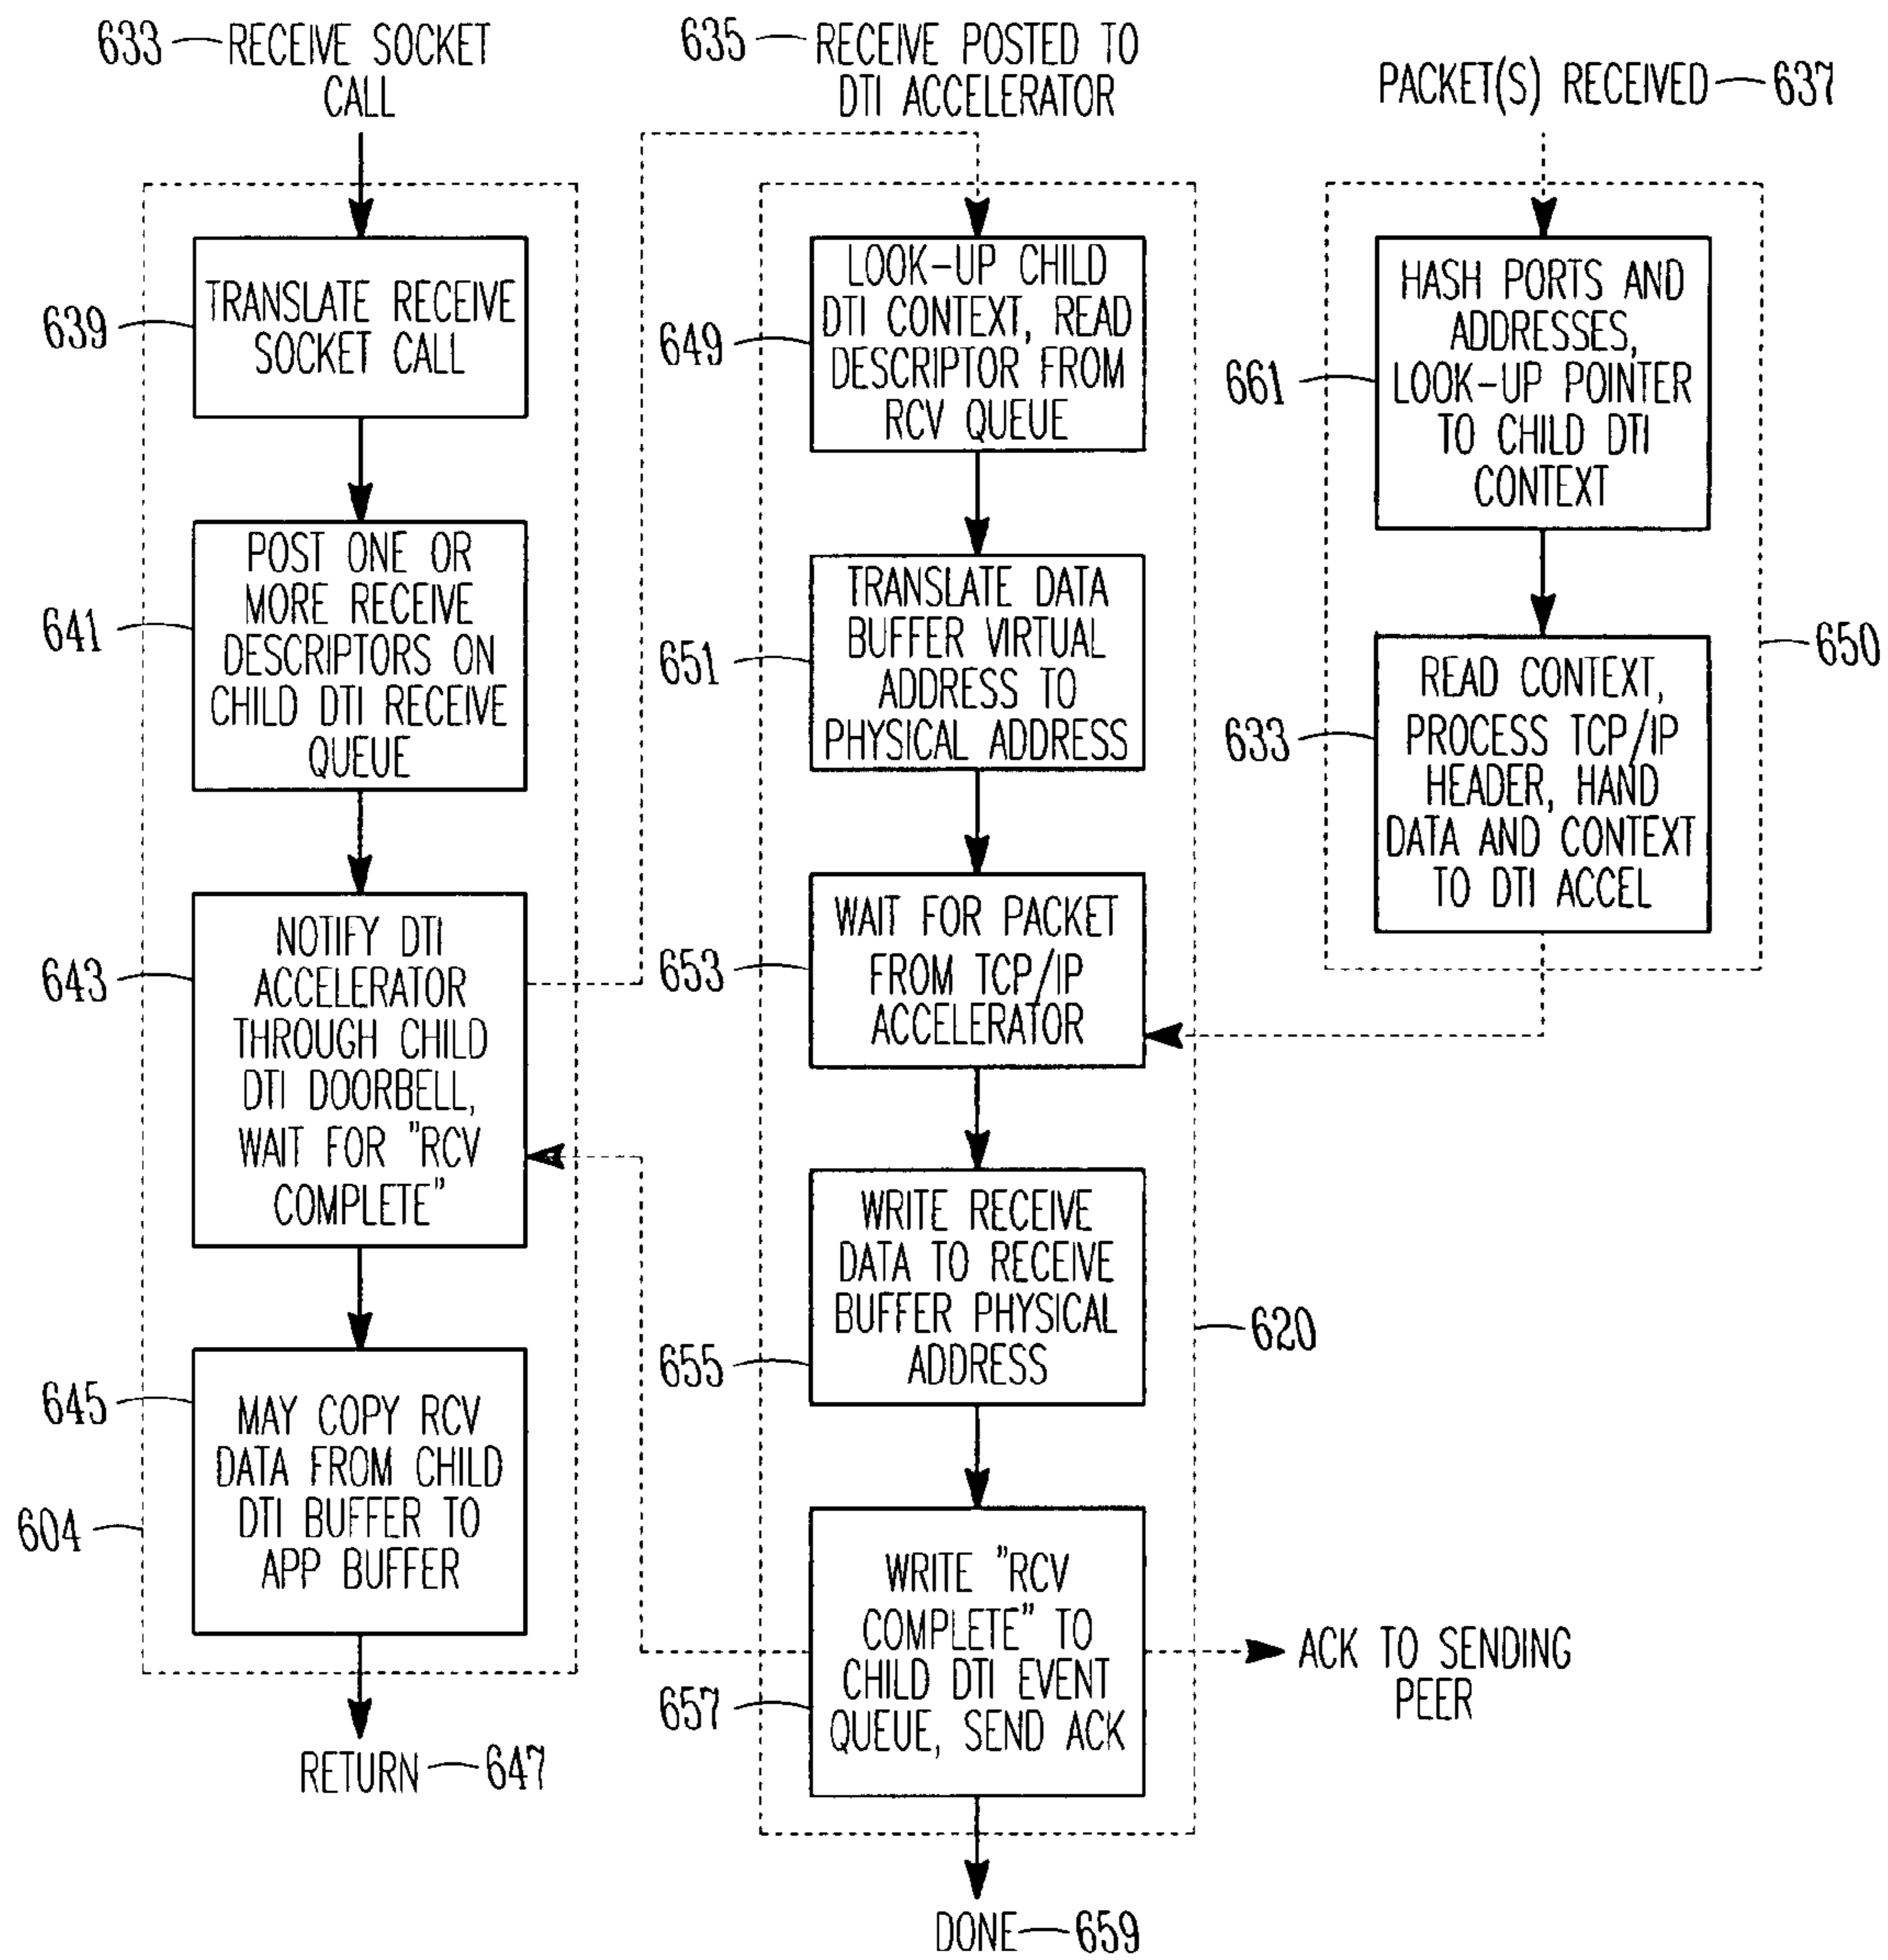 633 RECEIVE SOCKET
CALL
639
TRANSLATE RECEIVE
SOCKET CALL
641
POST ONE OR
MORE RECEIVE
DESCRIPTORS ON
CHILD DTI RECEIVE
QUEUE
643
NOTIFY DTI
ACCELERATOR
THROUGH CHILD
DTI DOORBELL,
WAIT FOR "RCV
COMPLETE"
645
MAY COPY RCV
DATA FROM CHILD
DTI BUFFER TO
APP BUFFER
604
RETURN 647
635 RECEIVE POSTED TO
DTI ACCELERATOR
649
LOOK-UP CHILD
DTI CONTEXT, READ
DESCRIPTOR FROM
RCV QUEUE
651
TRANSLATE DATA
BUFFER VIRTUAL
ADDRESS TO
PHYSICAL ADDRESS
653
WAIT FOR PACKET
FROM TCP/IP
ACCELERATOR
655
WRITE RECEIVE
DATA TO RECEIVE
BUFFER PHYSICAL
ADDRESS
620
657
WRITE "RCV
COMPLETE" TO
CHILD DTI EVENT
QUEUE, SEND ACK
ACK TO SENDING
PEER
DONE 659
PACKET(S) RECEIVED 637
661
HASH PORTS AND
ADDRESSES,
LOOK-UP POINTER
TO CHILD DTI
CONTEXT
650
633
READ CONTEXT,
PROCESS TCP/IP
HEADER, HAND
DATA AND CONTEXT
TO DTI ACCEL